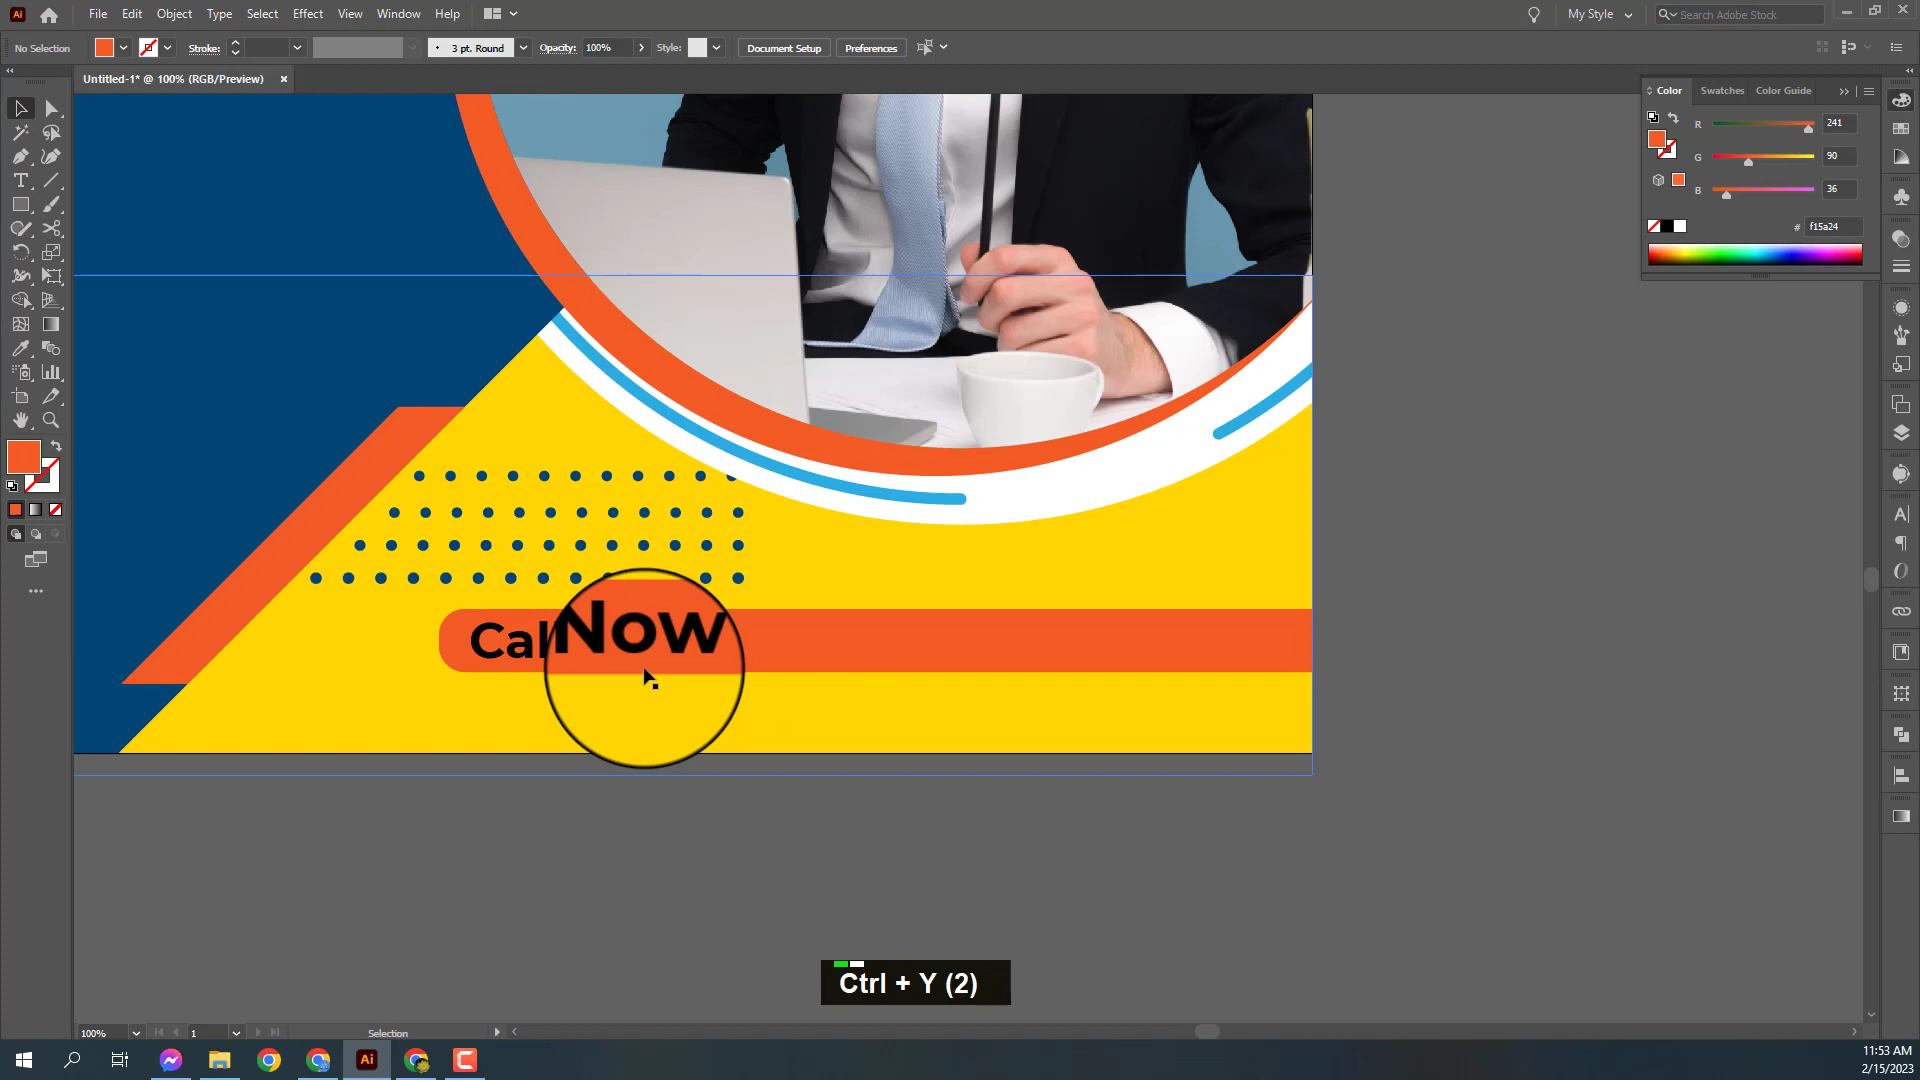 Ai
File Edit Object Type Select Effect View Window Help
My Style
Search Adobe Stock
No Selection
Stroke:
3 pt. Round
Opacity: 100%
Style:
Document Setup
Preferences
Untitled-1* @ 100% (RGB/Preview)
Color Swatches Color Guide
R 241
G 90
B 36
# f15a24
Call Now
Ctrl + Y (2)
100%
1
Selection
Ai
11:53 AM
2/15/2023